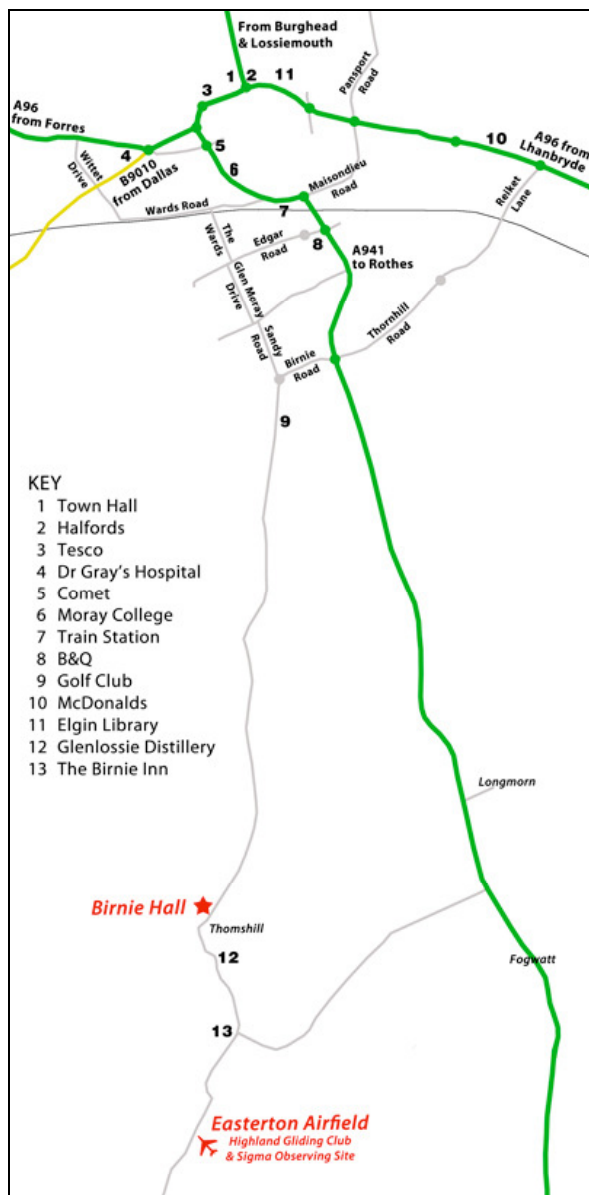 From Burghead
& Lossiemouth
Pansport
Road
1 2 11
3
A96
from Forres
10
A96 from
Lhanbryde
4
5
B9010
from Dallas
Wittet
Drive
6
Maisondieu
Road
Reiket
Lane
Wards Road
7
The
Wards
Edgar
Road
8
A941
to Rothes
Glen Moray
Drive
Sandy
Road
Thornhill
Road
Birnie
Road
9
KEY
1 Town Hall
2 Halfords
3 Tesco
4 Dr Gray's Hospital
5 Comet
6 Moray College
7 Train Station
8 B&Q
9 Golf Club
10 McDonalds
11 Elgin Library
12 Glenlossie Distillery
13 The Birnie Inn
Longmorn
Birnie Hall
Thomshill
12
Fogwatt
13
Easterton Airfield
Highland Gliding Club
& Sigma Observing Site